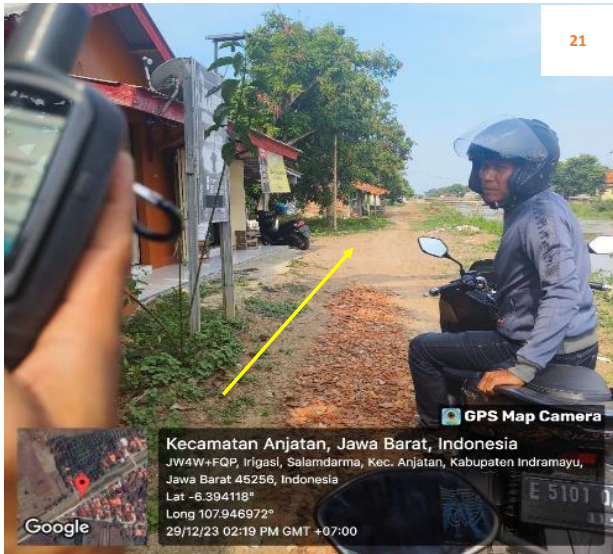 21
GPS Map Camera
Kecamatan Anjatan, Jawa Barat, Indonesia
JW4W+FQP, Irigasi, Salamdarma, Kec. Anjatan, Kabupaten Indramayu,
Jawa Barat 45256, Indonesia
Lat -6.394118°
Long 107.946972°
29/12/23 02:19 PM GMT +07:00
Google
E 5101